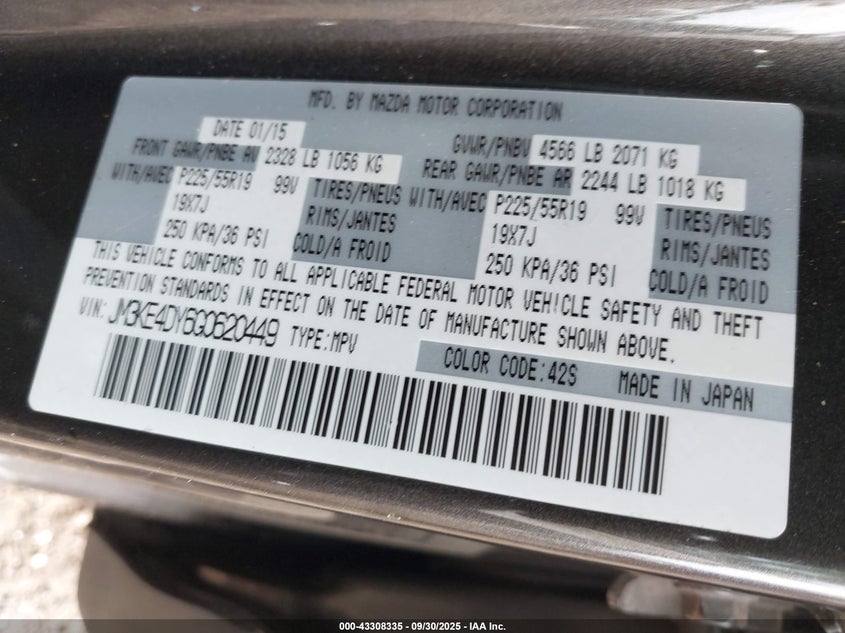 MFD. BY MAZDA MOTOR CORPORATION
DATE 01/15
GVWR/PNBV 4566 LB 2071 KG
FRONT GAWR/PNBE AV 2328 LB 1056 KG
REAR GAWR/PNBE AR 2244 LB 1018 KG
WITH/AVEC P225/55R19 99V TIRES/PNEUS WITH/AVEC P225/55R19 99V TIRES/PNEUS
19X7J RIMS/JANTES 19X7J RIMS/JANTES
250 KPA/36 PSI COLD/A FROID 250 KPA/36 PSI COLD/A FROID
THIS VEHICLE CONFORMS TO ALL APPLICABLE FEDERAL MOTOR VEHICLE SAFETY AND THEFT
PREVENTION STANDARDS IN EFFECT ON THE DATE OF MANUFACTURE SHOWN ABOVE.
VIN: JM3KE4DY6G0620449 TYPE:MPV
COLOR CODE:42S MADE IN JAPAN
000-43308335 - 09/30/2025 - IAA Inc.